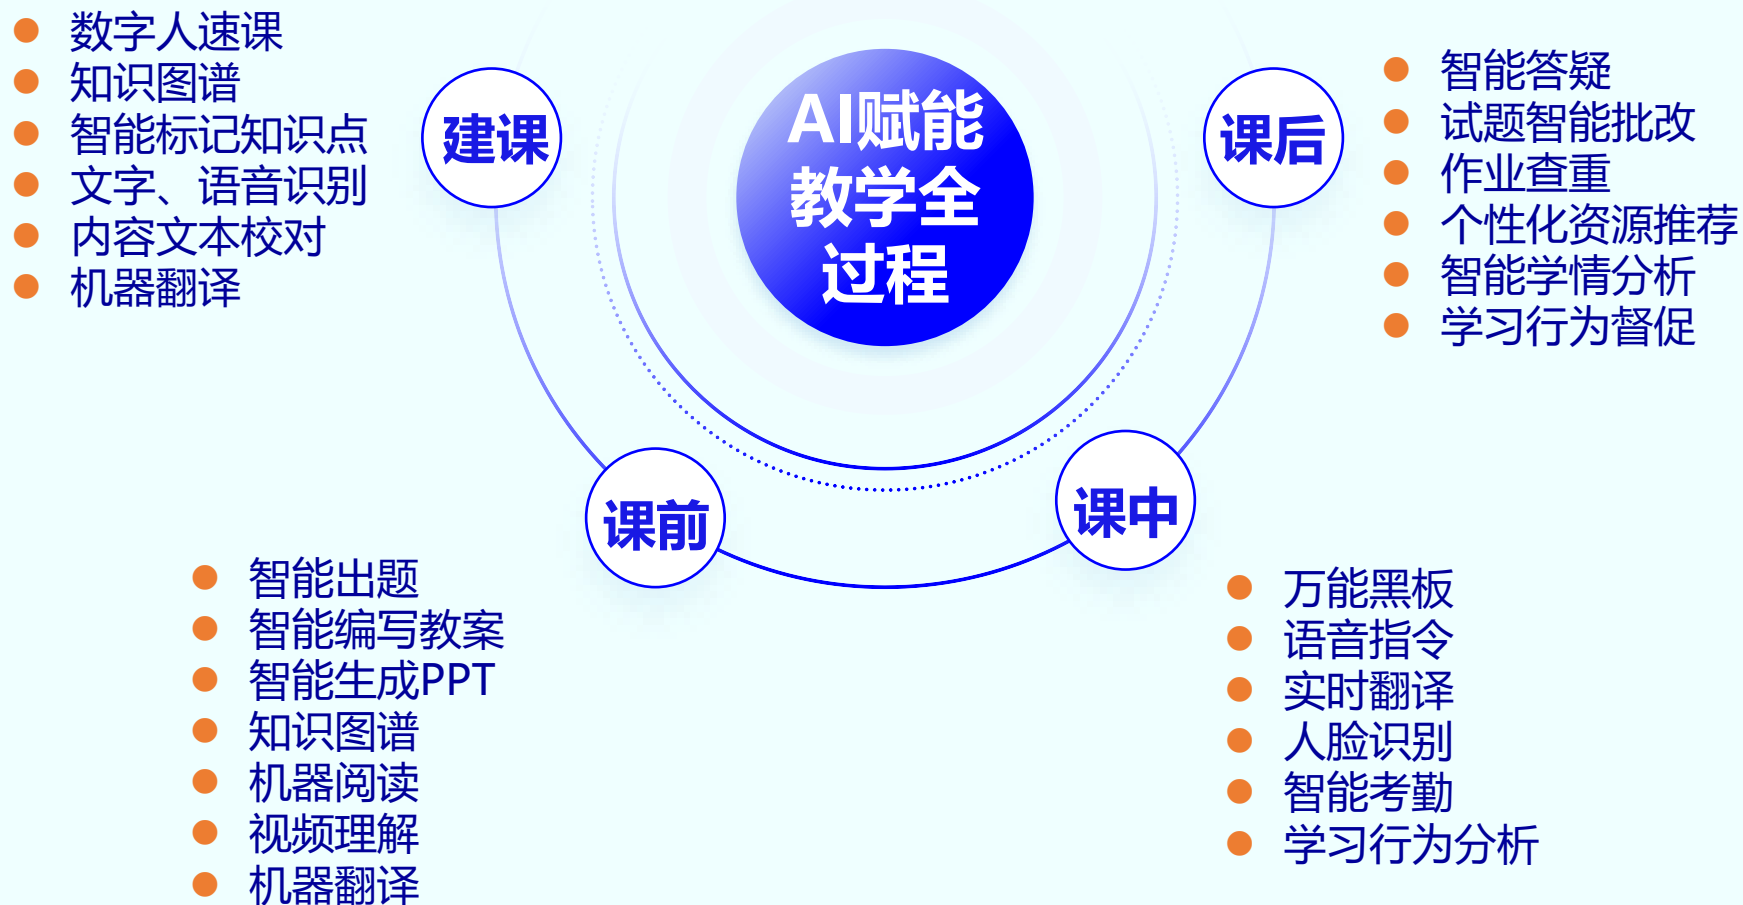 数字人速课
知识图谱
智能标记知识点
文字、语音识别
内容文本校对
机器翻译
建课
AI赋能
教学全
过程
课后
智能答疑
试题智能批改
作业查重
个性化资源推荐
智能学情分析
学习行为督促
课前
课中
智能出题
智能编写教案
智能生成PPT
知识图谱
机器阅读
视频理解
机器翻译
万能黑板
语音指令
实时翻译
人脸识别
智能考勤
学习行为分析